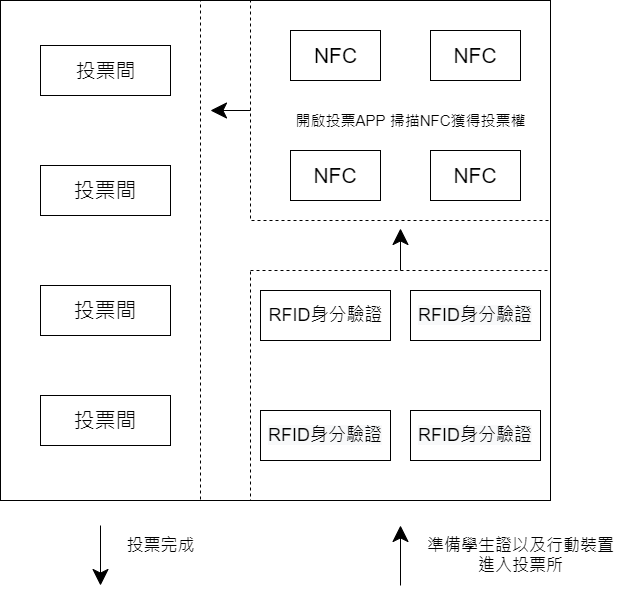 投票間
NFC
NFC
開啟投票APP 掃描NFC獲得投票權
投票間
NFC
NFC
投票間
RFID身分驗證
RFID身分驗證
投票間
RFID身分驗證
RFID身分驗證
投票完成
準備學生證以及行動裝置
進入投票所